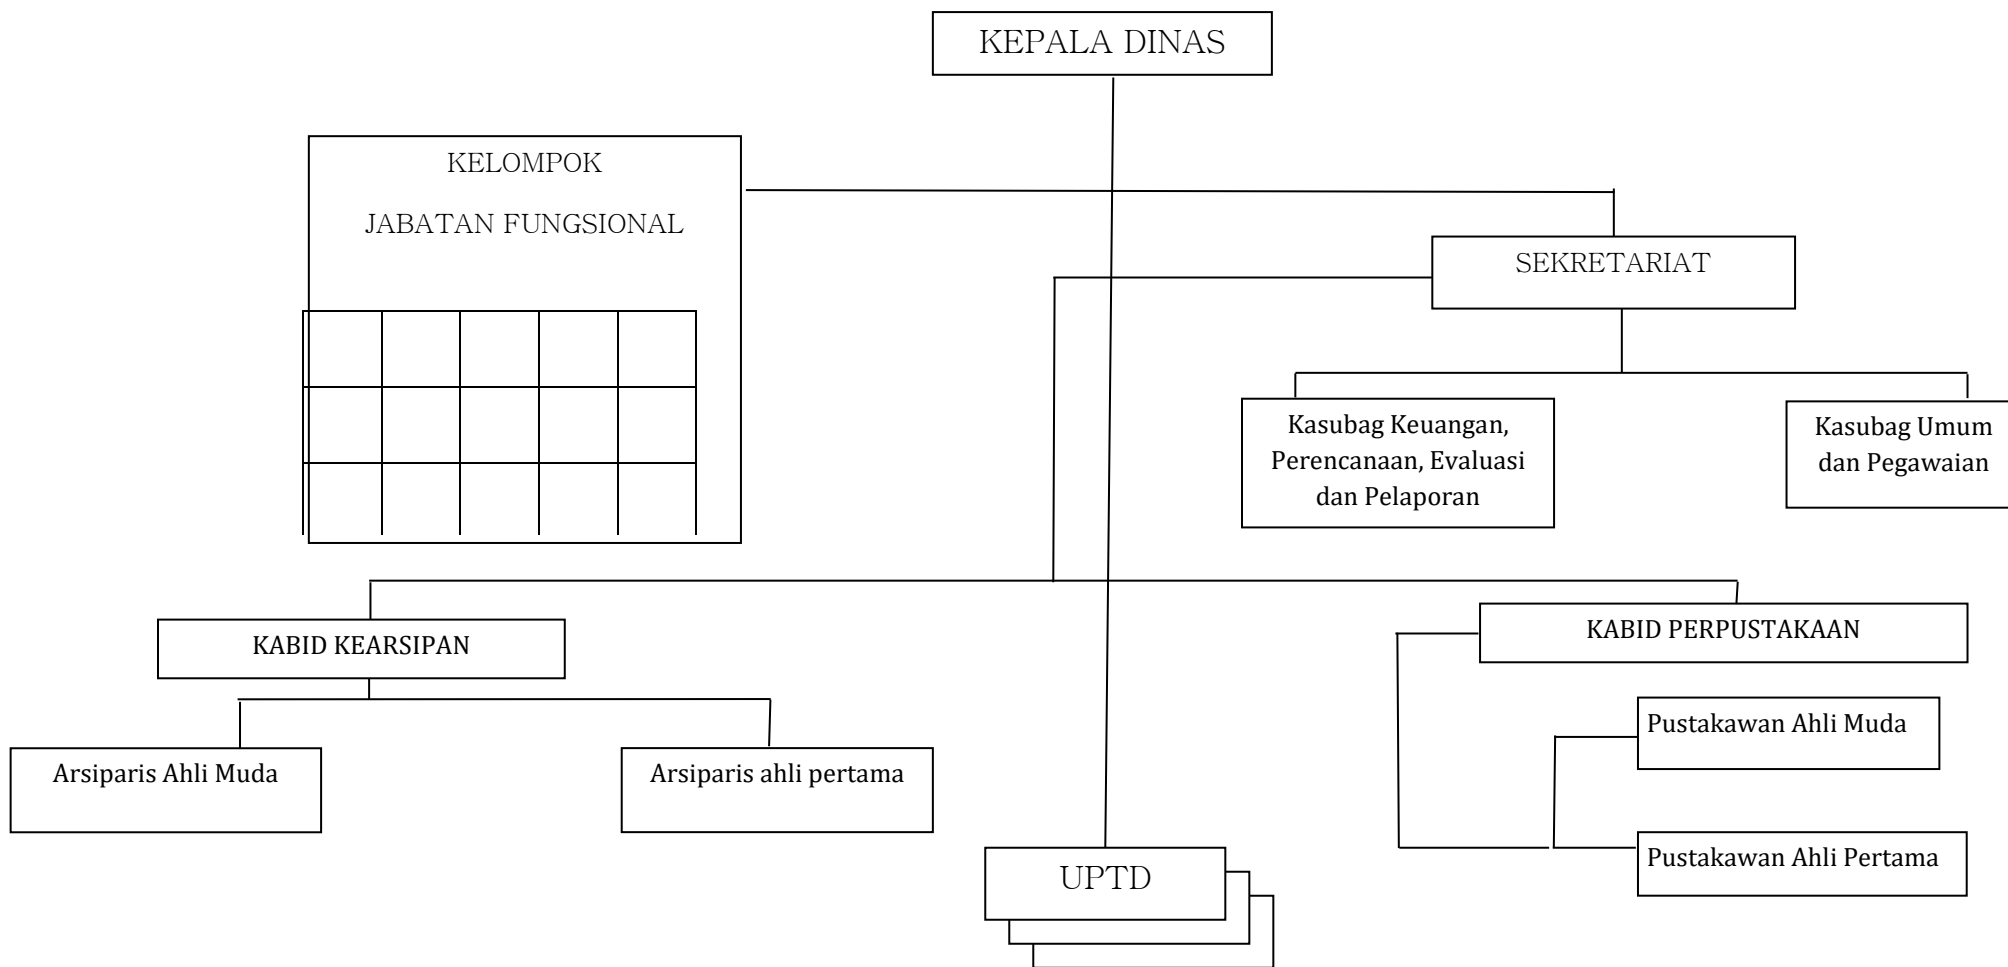 KEPALA DINAS
KELOMPOK
JABATAN FUNGSIONAL
SEKRETARIAT
Kasubag Keuangan,
Perencanaan, Evaluasi
dan Pelaporan
Kasubag Umum
dan Pegawaian
KABID KEARSIPAN
KABID PERPUSTAKAAN
Arsiparis Ahli Muda
Arsiparis ahli pertama
Pustakawan Ahli Muda
Pustakawan Ahli Pertama
UPTD